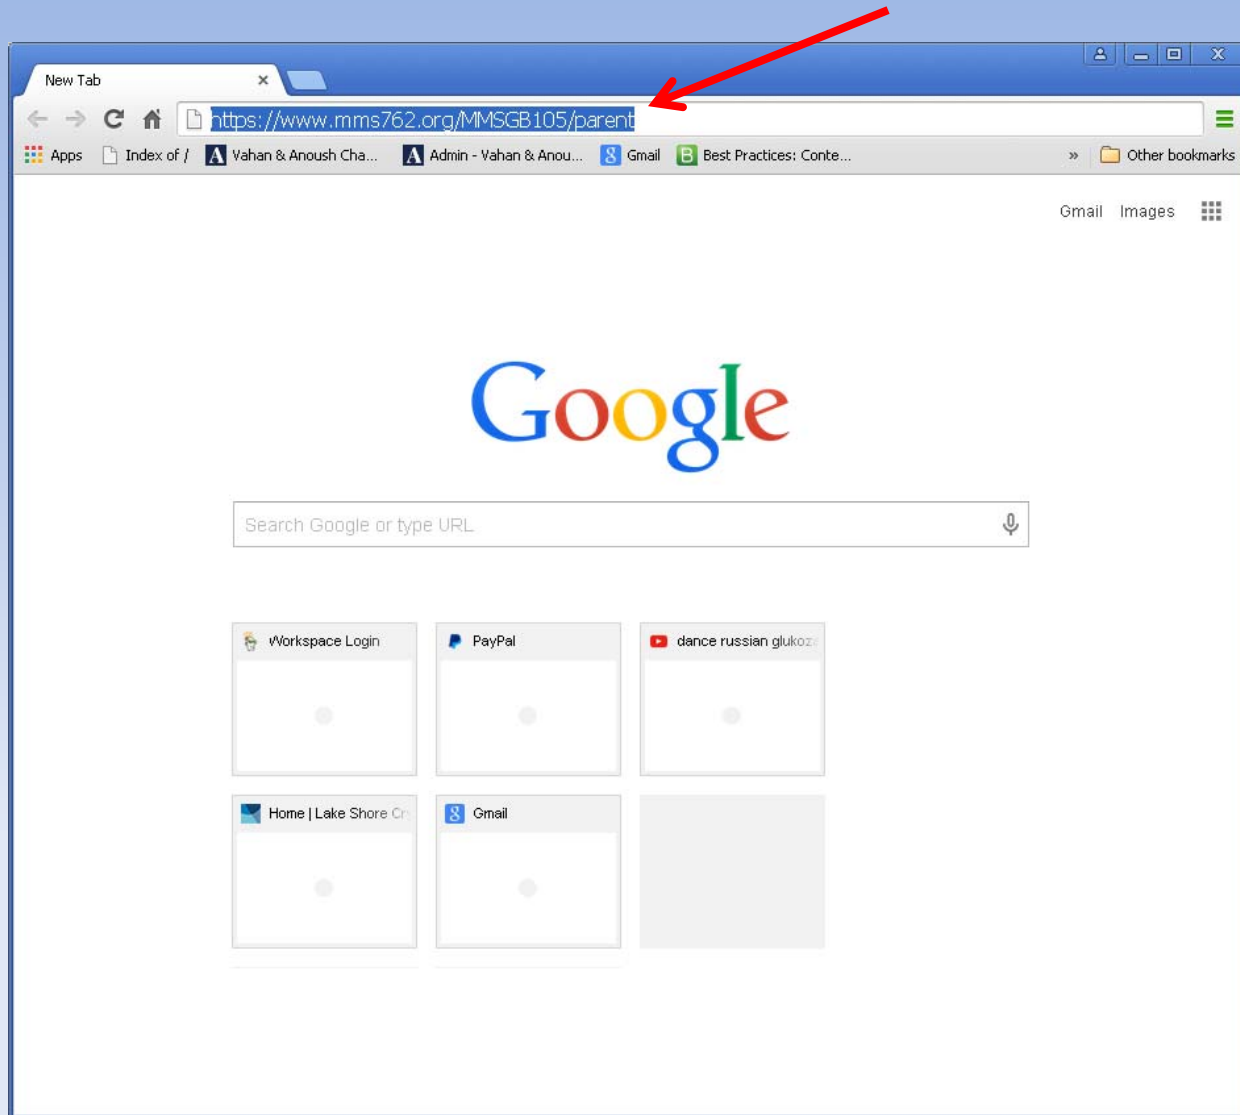 New Tab
https://www.mms762.org/MMSGB105/parent
Apps Index of / Vahan & Anoush Cha... Admin - Vahan & Anou... Gmail Best Practices: Conte... » Other bookmarks
Gmail Images
Google
Search Google or type URL
Workspace Login PayPal dance russian glukoza
Home | Lake Shore Cr Gmail